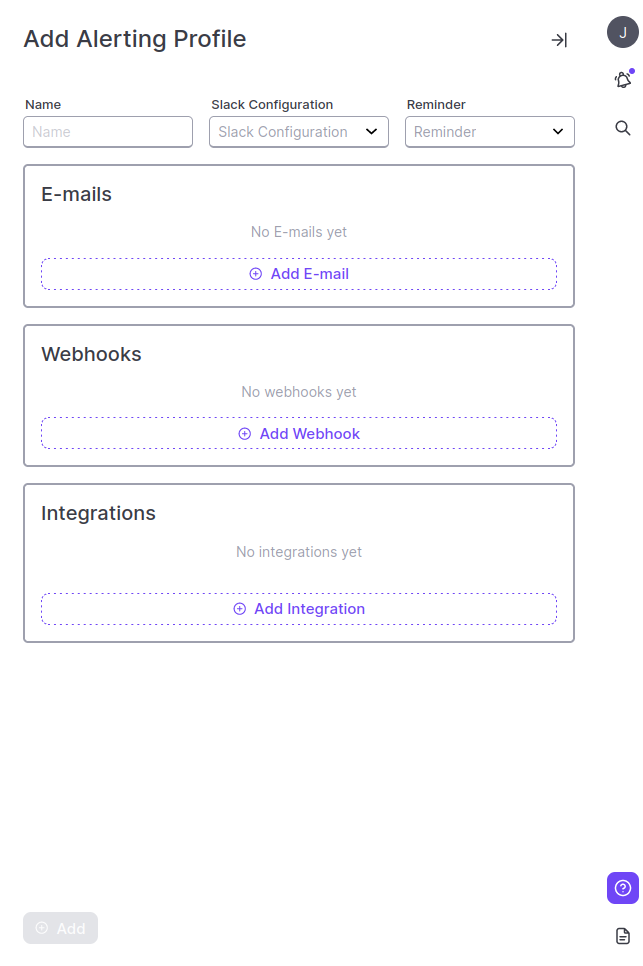 Add Alerting Profile
J
Name
Slack Configuration
Reminder
Name
Slack Configuration
Reminder
E-mails
No E-mails yet
Add E-mail
Webhooks
No webhooks yet
Add Webhook
Integrations
No integrations yet
Add Integration
Add